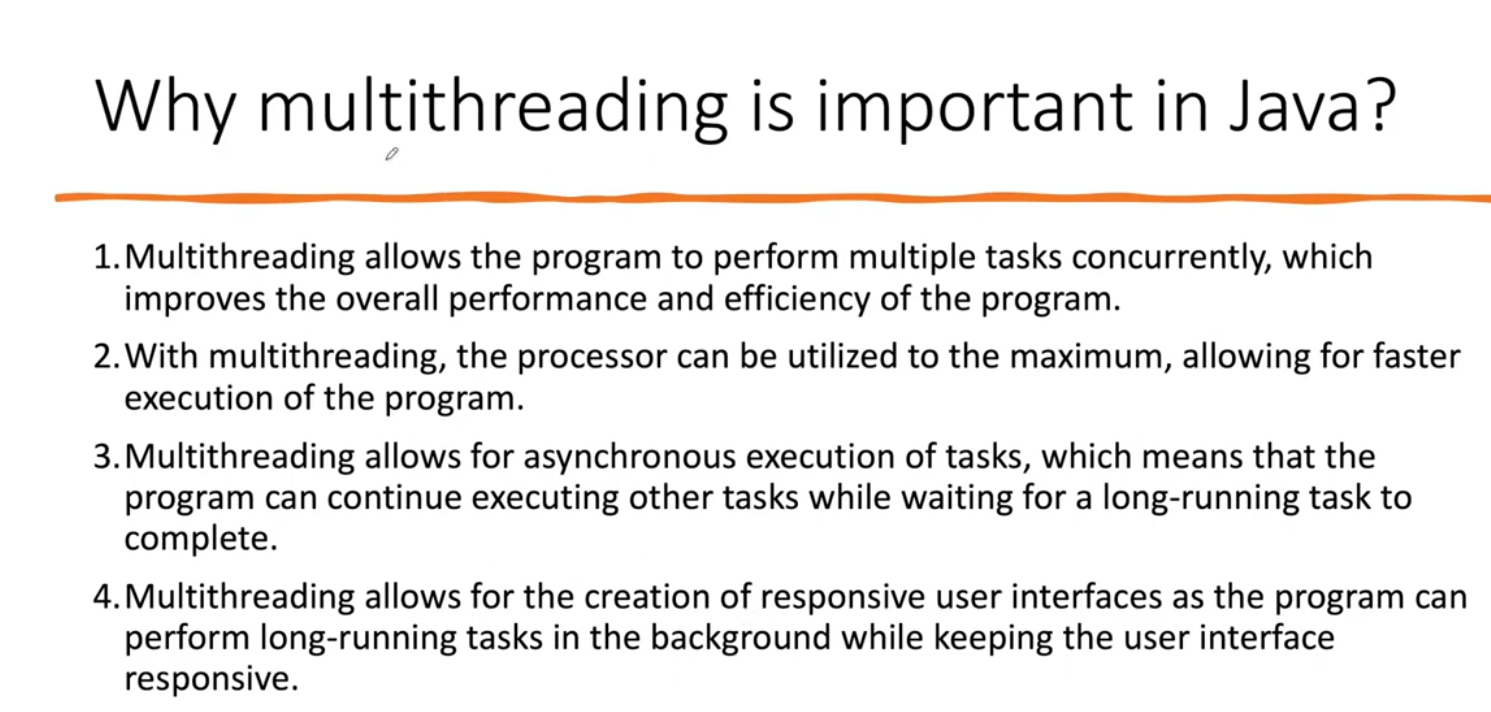 Why multithreading is important in Java?
1. Multithreading allows the program to perform multiple tasks concurrently, which
improves the overall performance and efficiency of the program.
2. With multithreading, the processor can be utilized to the maximum, allowing for faster
execution of the program.
3. Multithreading allows for asynchronous execution of tasks, which means that the
program can continue executing other tasks while waiting for a long-running task to
complete.
4. Multithreading allows for the creation of responsive user interfaces as the program can
perform long-running tasks in the background while keeping the user interface
responsive.